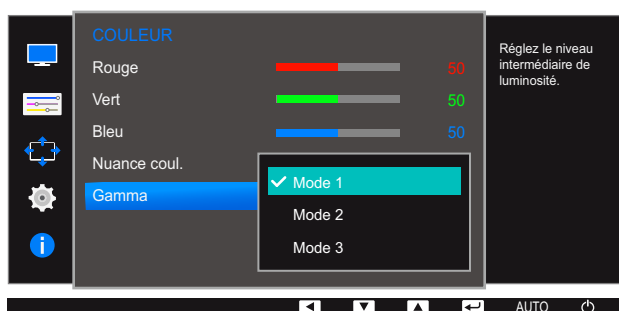 COULEUR
Rouge 50
Vert 50
Bleu 50
Nuance coul.
Gamma
Mode 1
Mode 2
Mode 3
Réglez le niveau
intermédiaire de
luminosité.
AUTO